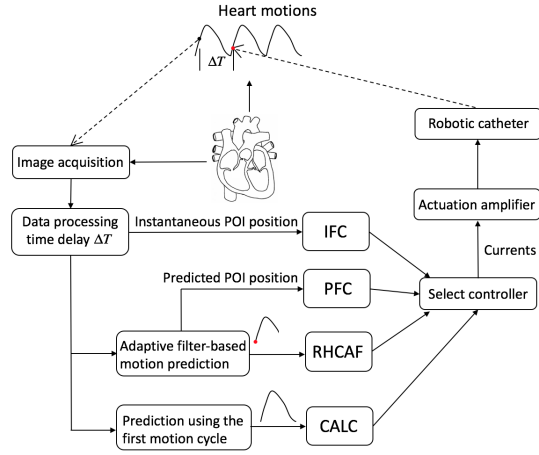 Heart motions
ΔT
Robotic catheter
Image acquisition
Actuation amplifier
Data processing
time delay ΔT
Instantaneous POI position
IFC
Currents
Predicted POI position
PFC
Select controller
Adaptive filter-based
motion prediction
RHCAF
Prediction using the
first motion cycle
CALC